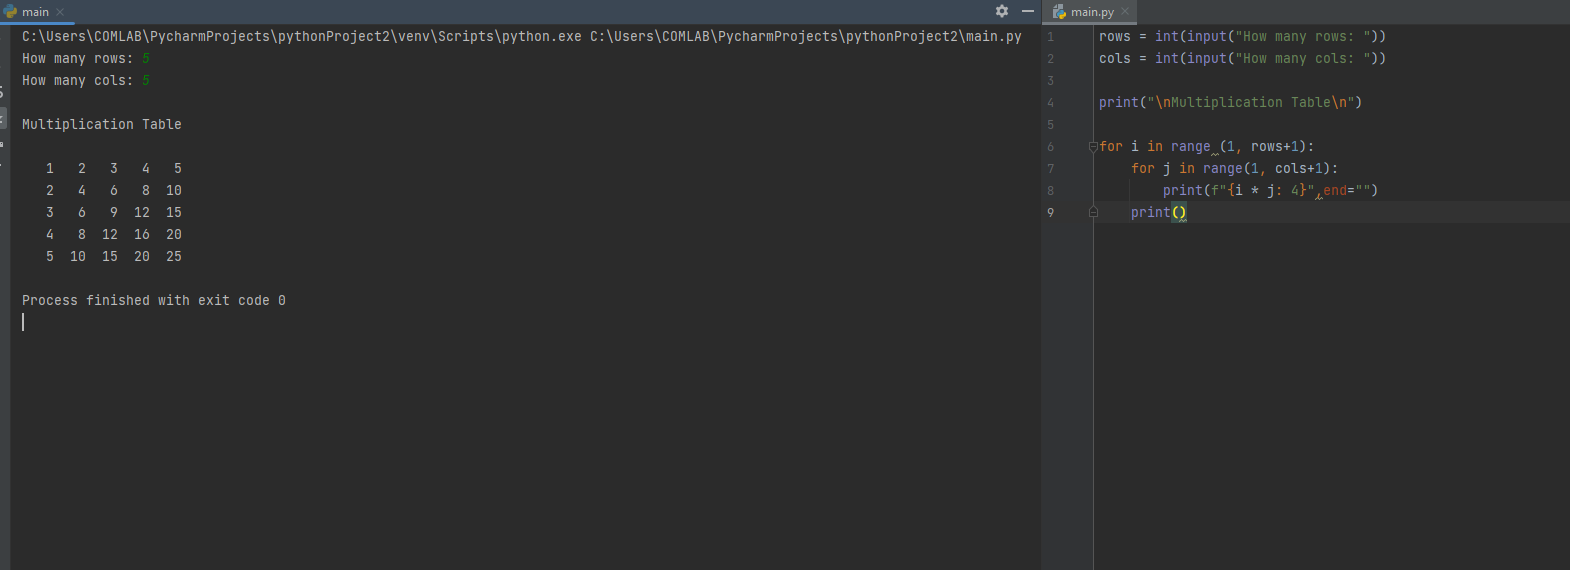 main
C:\Users\COMLAB\PycharmProjects\pythonProject2\venv\Scripts\python.exe C:\Users\COMLAB\PycharmProjects\pythonProject2\main.py
How many rows: 5
How many cols: 5
Multiplication Table
1 2 3 4 5
2 4 6 8 10
3 6 9 12 15
4 8 12 16 20
5 10 15 20 25
Process finished with exit code 0
main.py
1 rows = int(input("How many rows: "))
2 cols = int(input("How many cols: "))
3
4 print("\nMultiplication Table\n")
5
6 for i in range (1, rows+1):
7 for j in range(1, cols+1):
8 print(f"{i * j: 4}",end="")
9 print()